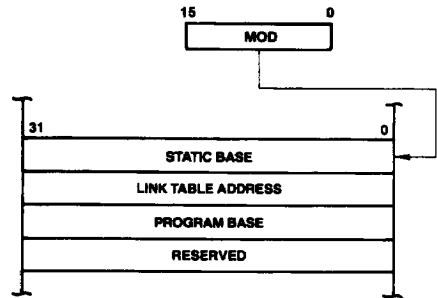 15 0
MOD
31 0
STATIC BASE
LINK TABLE ADDRESS
PROGRAM BASE
RESERVED